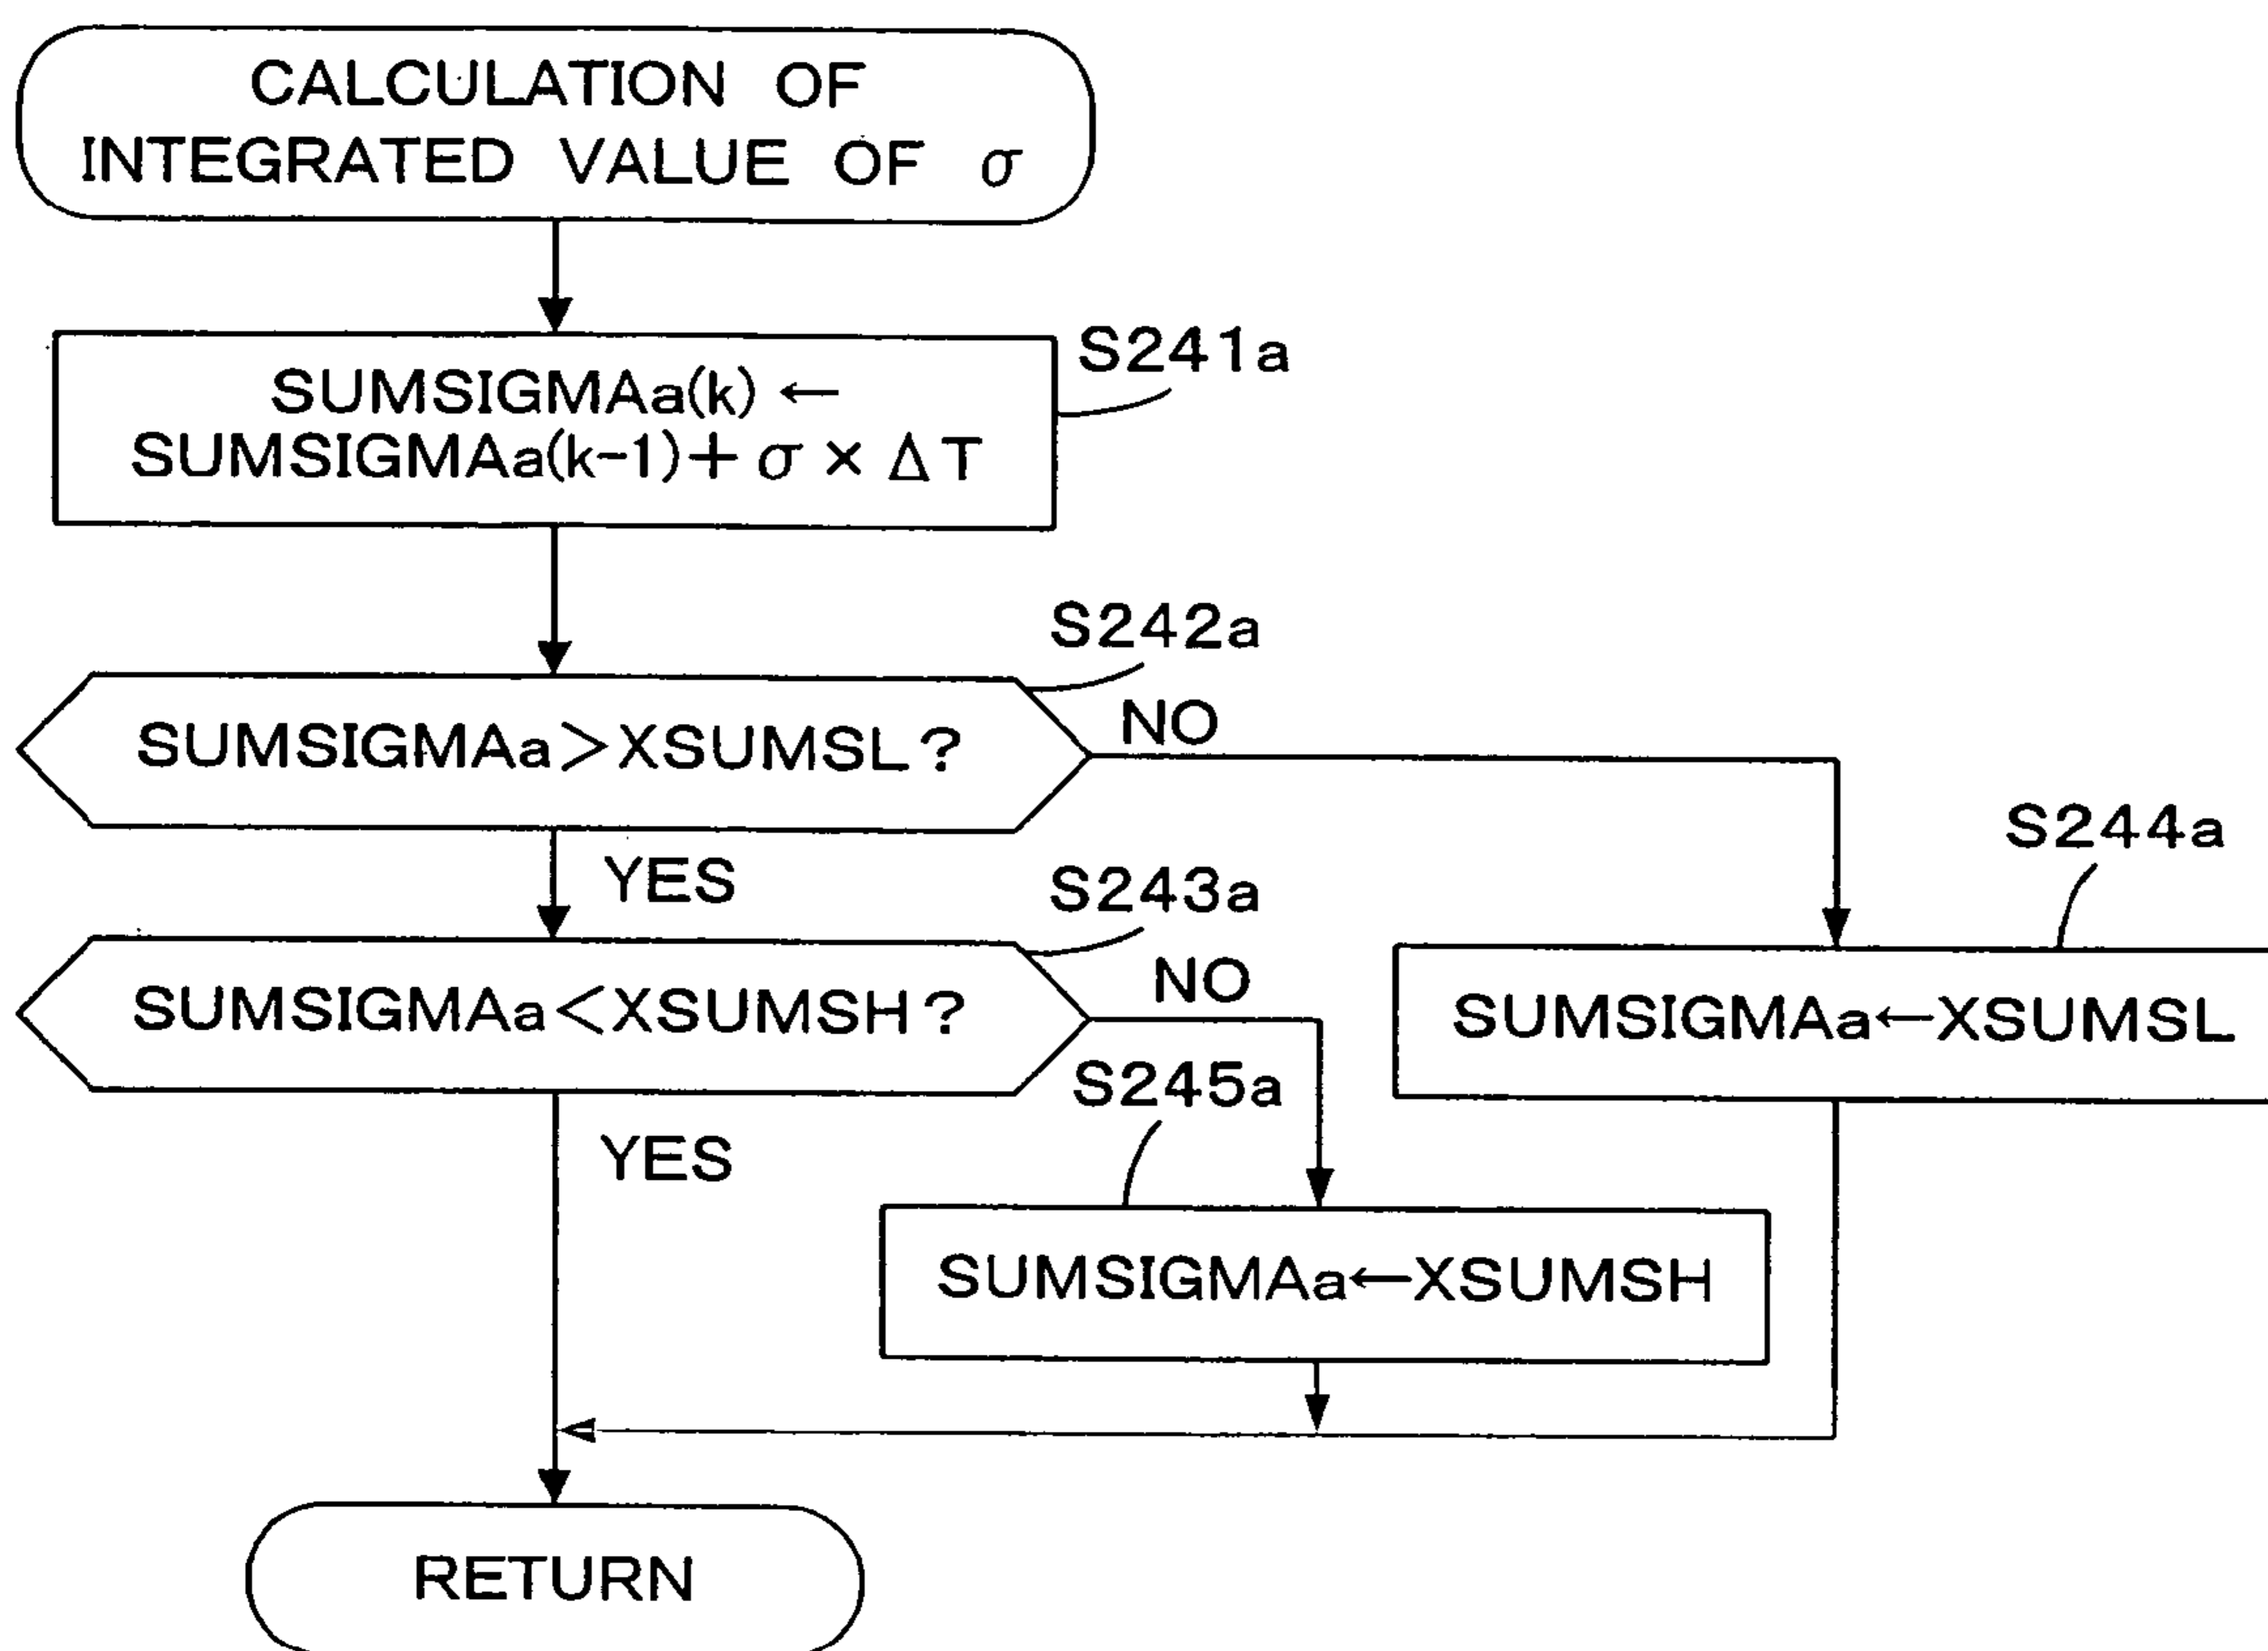 CALCULATION OF
INTEGRATED VALUE OF σ
S241a
SUMSIGMAa(k) ←
SUMSIGMAa(k-1)+ σ × ΔT
S242a
NO
SUMSIGMAa>XSUMSL?
YES
S244a
S243a
NO
SUMSIGMAa<XSUMSH?
SUMSIGMAa←XSUMSL
S245a
YES
SUMSIGMAa←XSUMSH
RETURN